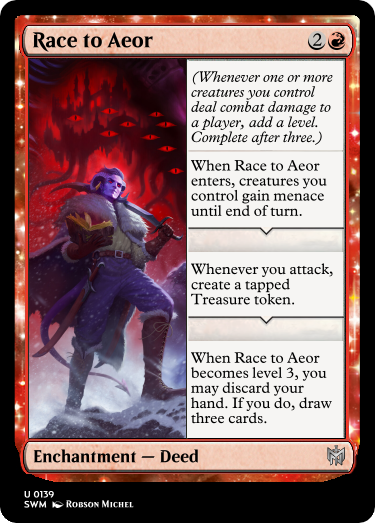 Race to Aeor 2
(Whenever one or more
creatures you control
deal combat damage to
a player, add a level.
Complete after three.)
When Race to Aeor
enters, creatures you
control gain menace
until end of turn.
Whenever you attack,
create a tapped
Treasure token.
When Race to Aeor
becomes level 3, you
may discard your
hand. If you do, draw
three cards.
Enchantment — Deed
U 0139
SWM Robson Michel